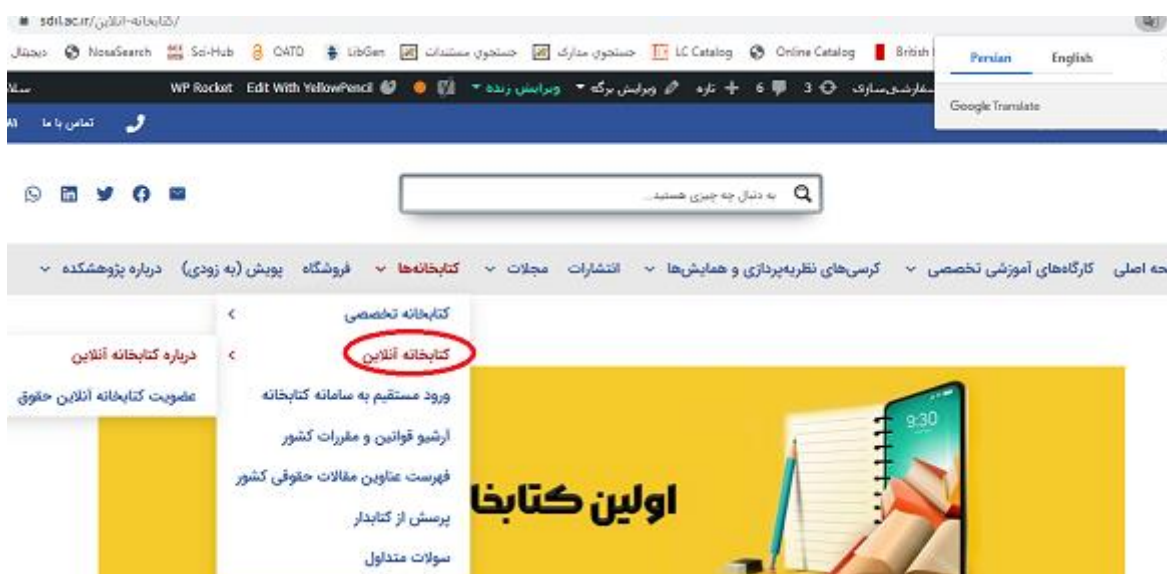 sdil.ac.ir/کتابخانه-آنلاین/
دیجیتال NosaSearch Sci-Hub OATD LibGen جستجوی مستندات جستجوی مدارک LC Catalog Online Catalog British
Persian English
Google Translate
WP Rocket Edit With YellowPencil ویرایش زنده ویرایش برگه تازه 6 3 سفارشی‌سازی
تماس با ما
به دنبال چه چیزی هستید...
اصلی کارگاه‌های آموزشی تخصصی کرسی‌های نظریه‌پردازی و همایش‌ها انتشارات مجلات کتابخانه‌ها فروشگاه پویش (به زودی) درباره پژوهشکده
کتابخانه تخصصی
کتابخانه آنلاین
درباره کتابخانه آنلاین
ورود مستقیم به سامانه کتابخانه
عضویت کتابخانه آنلاین حقوق
آرشیو قوانین و مقررات کشور
فهرست عناوین مقالات حقوقی کشور
پرسش از کتابدار
سولات متداول
9:30
اولین کتابخا